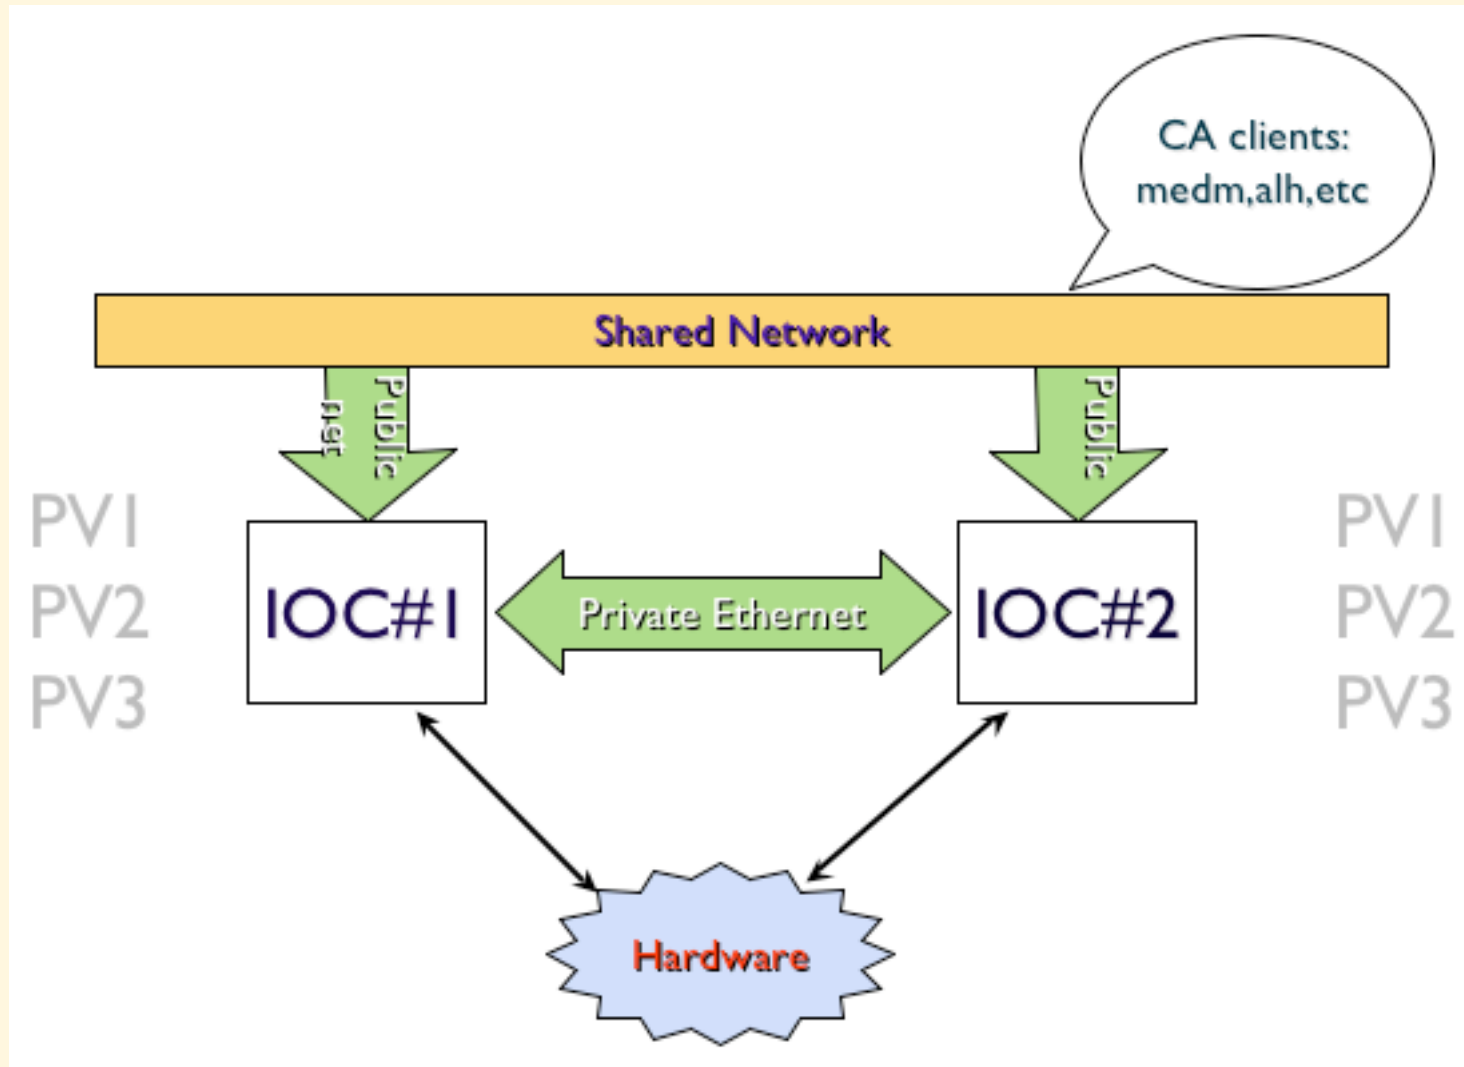 CA clients:
medm,alh,etc
Shared Network
Public
net
Public
PV1
PV2
PV3
IOC#1
Private Ethernet
IOC#2
PV1
PV2
PV3
Hardware